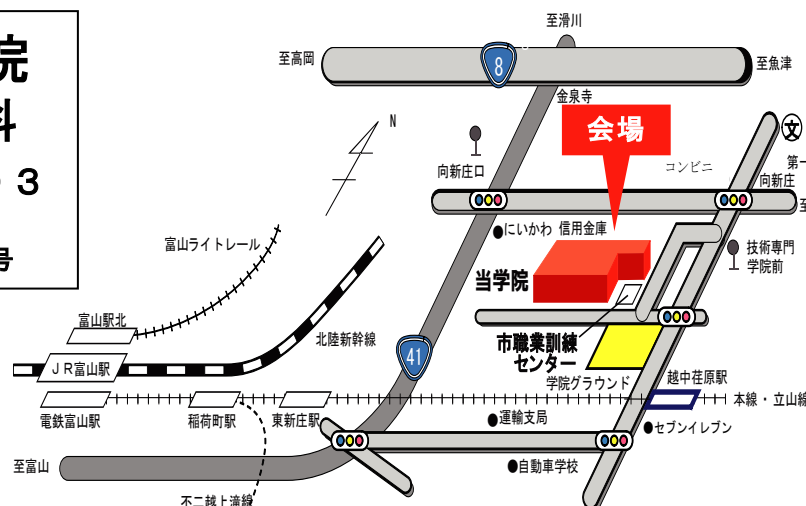 院
科
3
号
至滑川
至高岡
8
至魚津
金泉寺
N
会場
文
コンビニ
第一
向新庄口
向新庄
至
●にいかわ 信用金庫
富山ライトレール
技術専門
学院前
当学院
富山駅北
北陸新幹線
市職業訓練
センター
41
JR富山駅
学院グラウンド
越中荏原駅
電鉄富山駅
稲荷町駅
東新庄駅
本線・立山線
●運輸支局
●セブンイレブン
至富山
●自動車学校
不二越上滝線